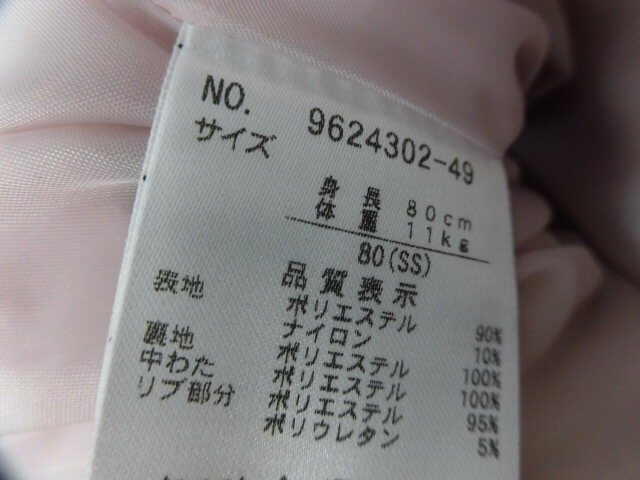 NO. 9624302-49
サイズ
身長 80cm
体重 11kg
80(SS)
品質表示
表地 ポリエステル 90%
ナイロン 10%
裏地 ポリエステル 100%
中わた ポリエステル 100%
リブ部分 ポリエステル 95%
ポリウレタン 5%